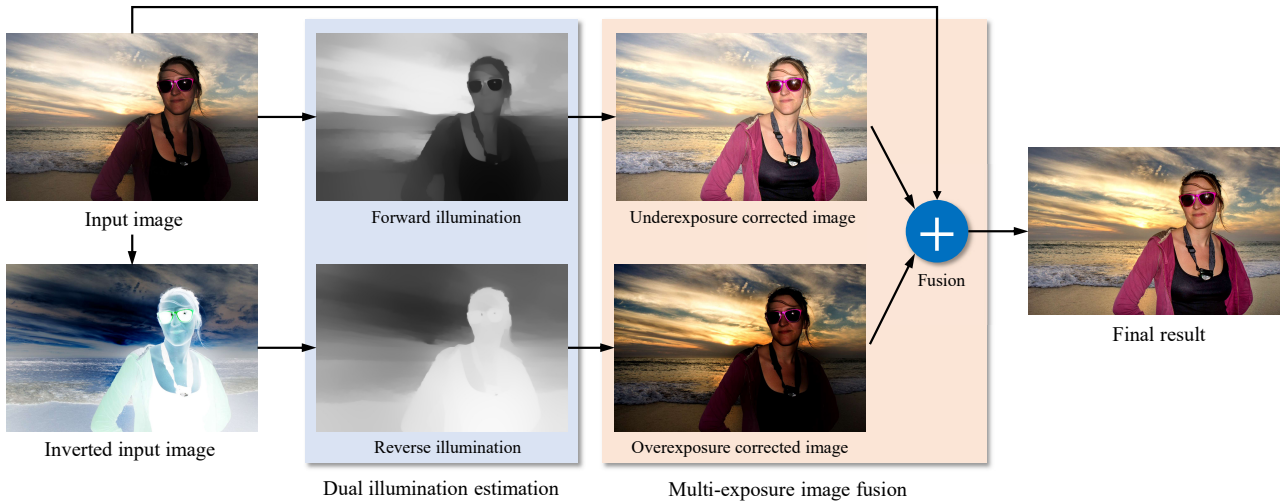 Input image
Forward illumination
Underexposure corrected image
Fusion
Final result
Inverted input image
Reverse illumination
Overexposure corrected image
Dual illumination estimation
Multi-exposure image fusion